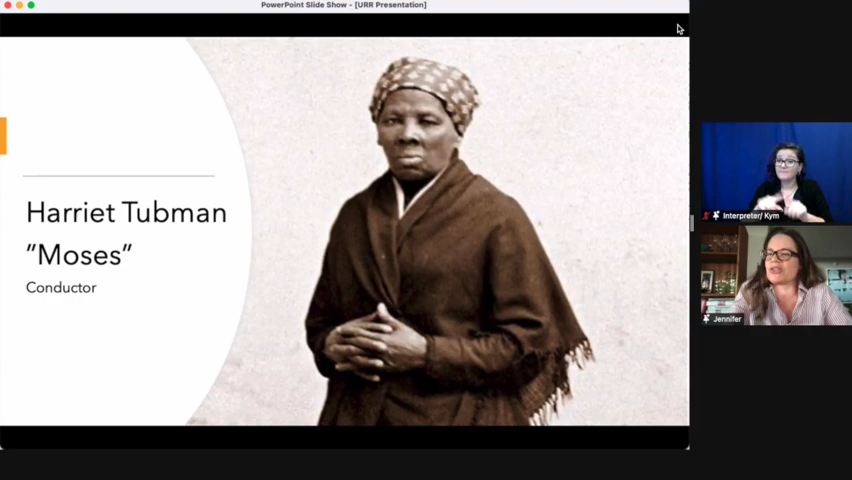 PowerPoint Slide Show - [URR Presentation]
Harriet Tubman
"Moses"
Conductor
Interpreter/ Kym
Jennifer